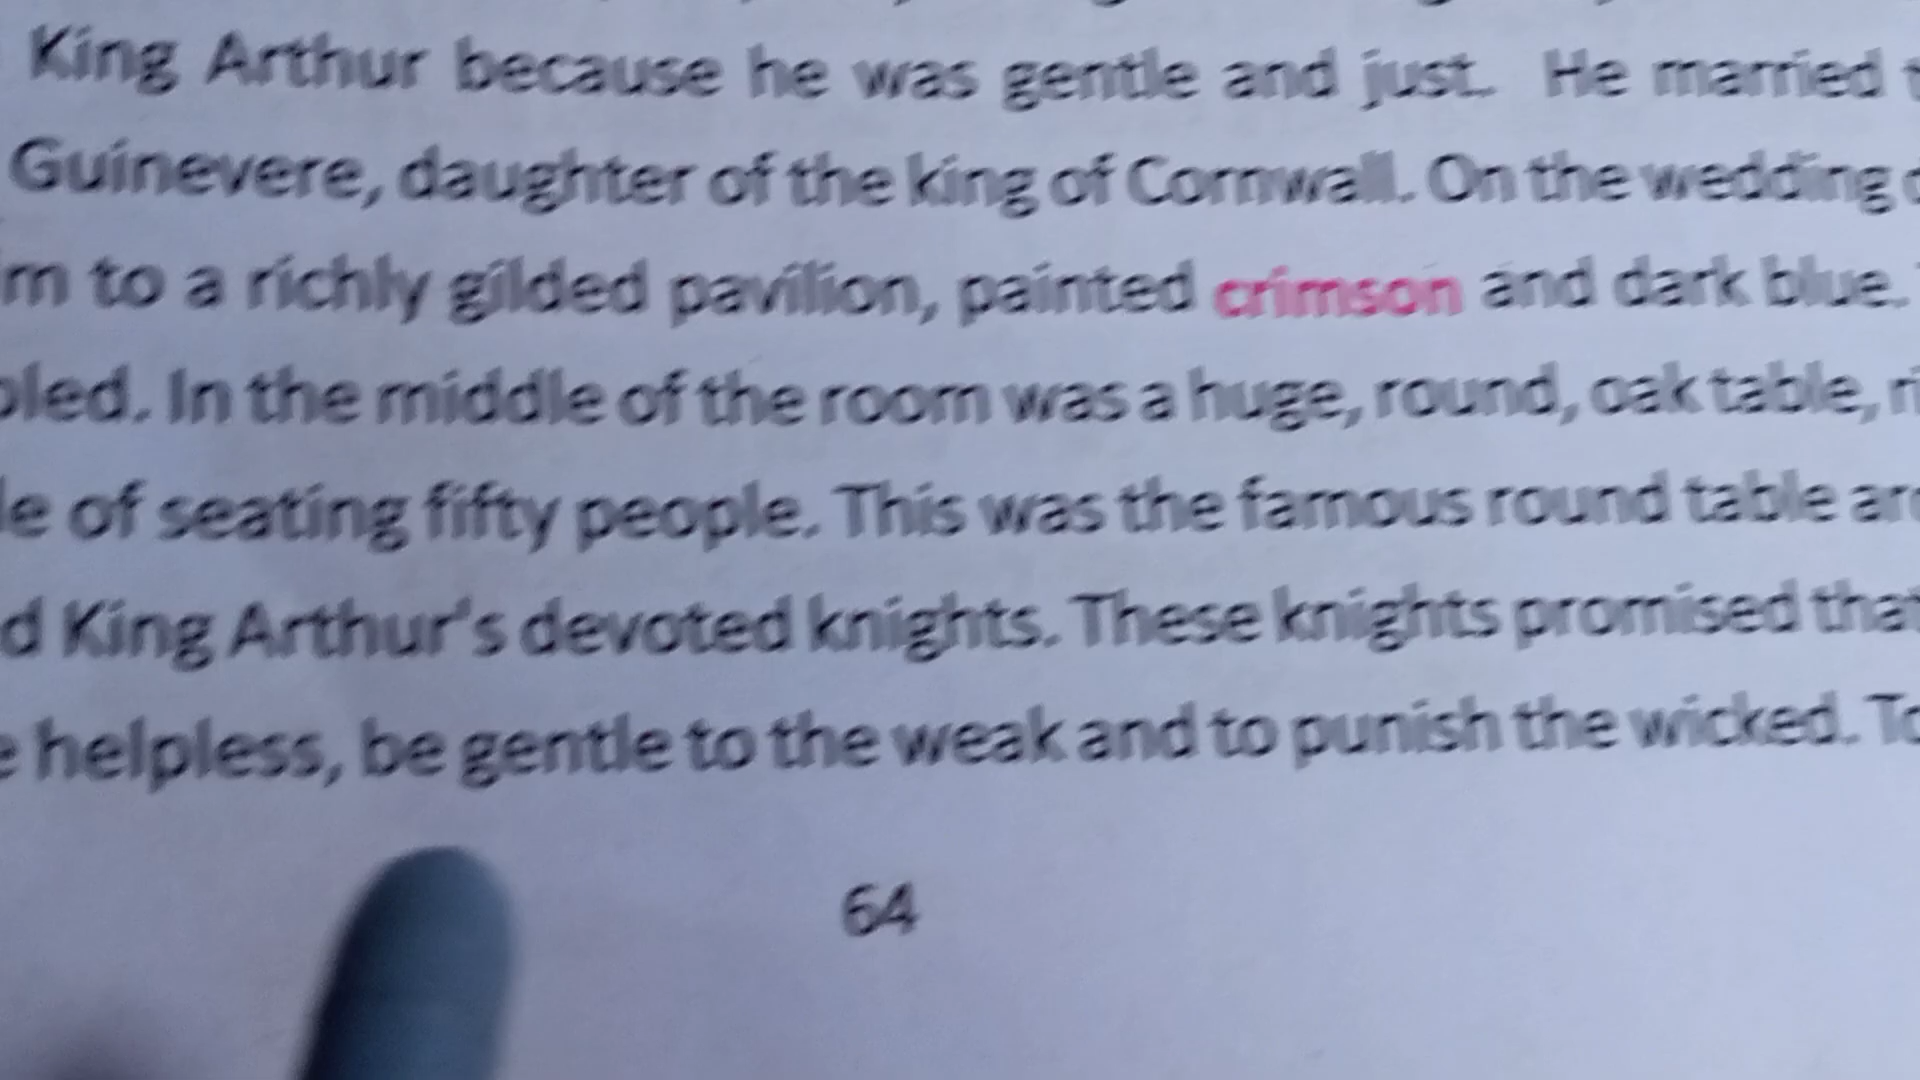 King Arthur because he was gentle and just. He married
Guinevere, daughter of the king of Cornwall. On the wedding
to a richly gilded pavilion, painted crimson and dark blue.
In the middle of the room was a huge, round, oak table,
of seating fifty people. This was the famous round table
King Arthur's devoted knights. These knights promised that
helpless, be gentle to the weak and to punish the wicked.
64